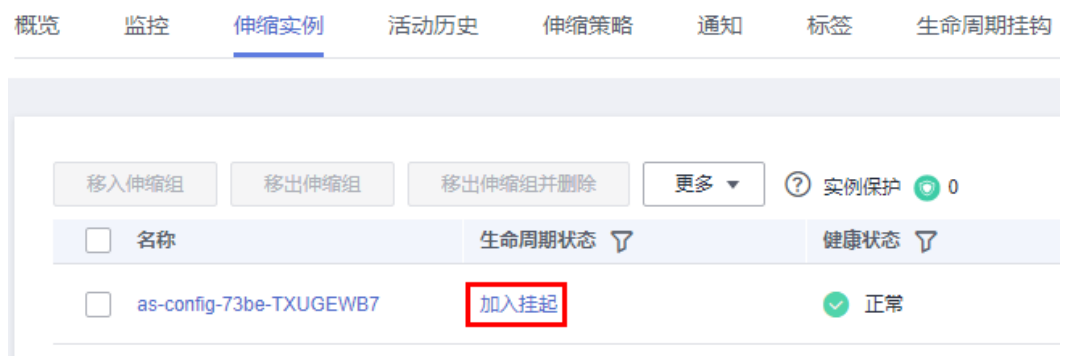 概览 监控 伸缩实例 活动历史 伸缩策略 通知 标签 生命周期挂钩
移入伸缩组 移出伸缩组 移出伸缩组并删除 更多 ? 实例保护 0
名称 生命周期状态 健康状态
as-config-73be-TXUGEWB7 加入挂起 正常